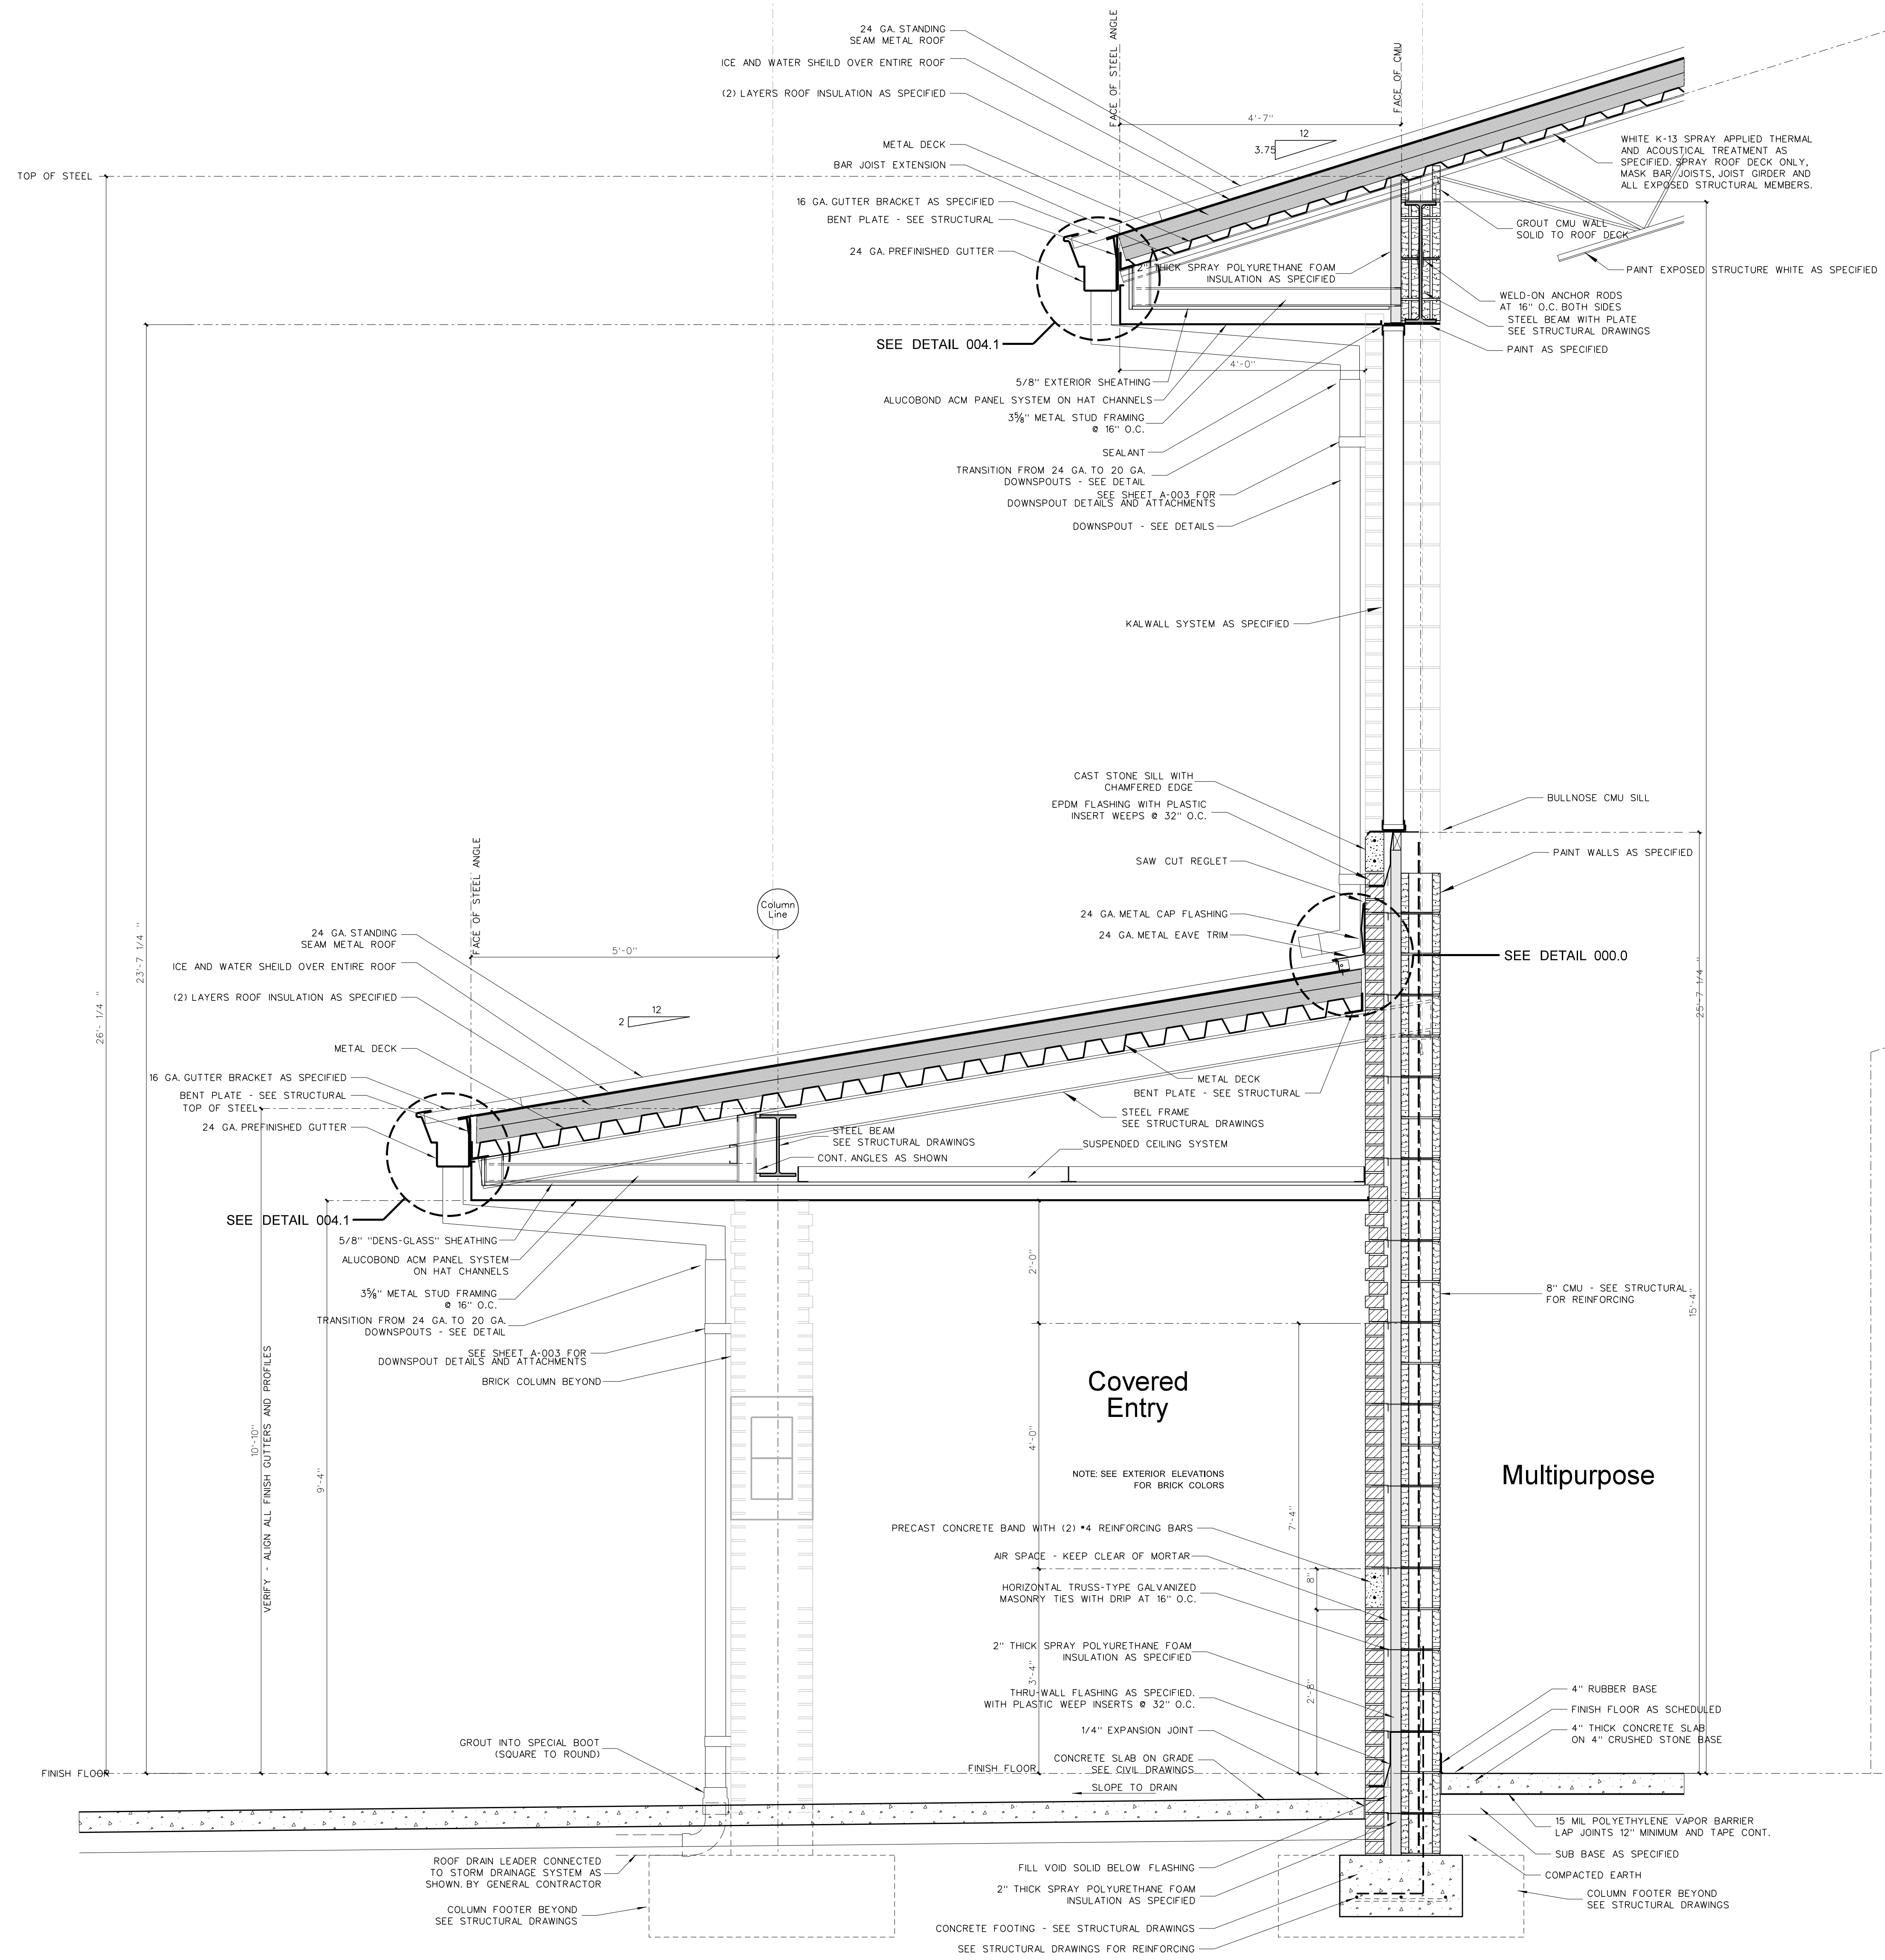 24 GA. STANDING
SEAM METAL ROOF
ICE AND WATER SHEILD OVER ENTIRE ROOF
(2) LAYERS ROOF INSULATION AS SPECIFIED
FACE OF STEEL ANGLE
FACE OF CMU
4'-7"
12
3.75
METAL DECK
BAR JOIST EXTENSION
WHITE K-13 SPRAY APPLIED THERMAL
AND ACOUSTICAL TREATMENT AS
SPECIFIED. SPRAY ROOF DECK ONLY,
MASK BAR JOISTS, JOIST GIRDER AND
ALL EXPOSED STRUCTURAL MEMBERS.
TOP OF STEEL
16 GA. GUTTER BRACKET AS SPECIFIED
BENT PLATE - SEE STRUCTURAL
24 GA. PREFINISHED GUTTER
GROUT CMU WALL
SOLID TO ROOF DECK
2" THICK SPRAY POLYURETHANE FOAM
INSULATION AS SPECIFIED
PAINT EXPOSED STRUCTURE WHITE AS SPECIFIED
WELD-ON ANCHOR RODS
AT 16" O.C. BOTH SIDES
STEEL BEAM WITH PLATE
SEE STRUCTURAL DRAWINGS
PAINT AS SPECIFIED
SEE DETAIL 004.1
4'-0"
5/8" EXTERIOR SHEATHING
ALUCOBOND ACM PANEL SYSTEM ON HAT CHANNELS
3⅝" METAL STUD FRAMING
@ 16" O.C.
SEALANT
TRANSITION FROM 24 GA. TO 20 GA.
DOWNSPOUTS - SEE DETAIL
SEE SHEET A-003 FOR
DOWNSPOUT DETAILS AND ATTACHMENTS
DOWNSPOUT - SEE DETAILS
KALWALL SYSTEM AS SPECIFIED
CAST STONE SILL WITH
CHAMFERED EDGE
EPDM FLASHING WITH PLASTIC
INSERT WEEPS @ 32" O.C.
SAW CUT REGLET
BULLNOSE CMU SILL
PAINT WALLS AS SPECIFIED
24 GA. METAL CAP FLASHING
24 GA. METAL EAVE TRIM
SEE DETAIL 000.0
26'- 1/4 "
23'-7 1/4 "
25'-7 1/4 "
15'-4"
FACE OF STEEL ANGLE
Column
Line
5'-0"
24 GA. STANDING
SEAM METAL ROOF
ICE AND WATER SHEILD OVER ENTIRE ROOF
(2) LAYERS ROOF INSULATION AS SPECIFIED
12
2
METAL DECK
16 GA. GUTTER BRACKET AS SPECIFIED
BENT PLATE - SEE STRUCTURAL
TOP OF STEEL
24 GA. PREFINISHED GUTTER
METAL DECK
BENT PLATE - SEE STRUCTURAL
STEEL FRAME
SEE STRUCTURAL DRAWINGS
STEEL BEAM
SEE STRUCTURAL DRAWINGS
SUSPENDED CEILING SYSTEM
CONT. ANGLES AS SHOWN
SEE DETAIL 004.1
5/8" "DENS-GLASS" SHEATHING
ALUCOBOND ACM PANEL SYSTEM
ON HAT CHANNELS
3⅝" METAL STUD FRAMING
@ 16" O.C.
TRANSITION FROM 24 GA. TO 20 GA.
DOWNSPOUTS - SEE DETAIL
SEE SHEET A-003 FOR
DOWNSPOUT DETAILS AND ATTACHMENTS
BRICK COLUMN BEYOND
2'-0"
8" CMU - SEE STRUCTURAL
FOR REINFORCING
10'-10"
VERIFY - ALIGN ALL FINISH GUTTERS AND PROFILES
9'-4"
Covered
Entry
4'-0"
NOTE: SEE EXTERIOR ELEVATIONS
FOR BRICK COLORS
Multipurpose
7'-4"
PRECAST CONCRETE BAND WITH (2) #4 REINFORCING BARS
AIR SPACE - KEEP CLEAR OF MORTAR
8"
HORIZONTAL TRUSS-TYPE GALVANIZED
MASONRY TIES WITH DRIP AT 16" O.C.
2" THICK SPRAY POLYURETHANE FOAM
INSULATION AS SPECIFIED
3'-4"
2'-8"
THRU-WALL FLASHING AS SPECIFIED.
WITH PLASTIC WEEP INSERTS @ 32" O.C.
1/4" EXPANSION JOINT
4" RUBBER BASE
FINISH FLOOR AS SCHEDULED
4" THICK CONCRETE SLAB
ON 4" CRUSHED STONE BASE
GROUT INTO SPECIAL BOOT
(SQUARE TO ROUND)
CONCRETE SLAB ON GRADE
SEE CIVIL DRAWINGS
FINISH FLOOR
FINISH FLOOR
SLOPE TO DRAIN
15 MIL POLYETHYLENE VAPOR BARRIER
LAP JOINTS 12" MINIMUM AND TAPE CONT.
SUB BASE AS SPECIFIED
COMPACTED EARTH
ROOF DRAIN LEADER CONNECTED
TO STORM DRAINAGE SYSTEM AS
SHOWN. BY GENERAL CONTRACTOR
FILL VOID SOLID BELOW FLASHING
2" THICK SPRAY POLYURETHANE FOAM
INSULATION AS SPECIFIED
COLUMN FOOTER BEYOND
SEE STRUCTURAL DRAWINGS
COLUMN FOOTER BEYOND
SEE STRUCTURAL DRAWINGS
CONCRETE FOOTING - SEE STRUCTURAL DRAWINGS
SEE STRUCTURAL DRAWINGS FOR REINFORCING